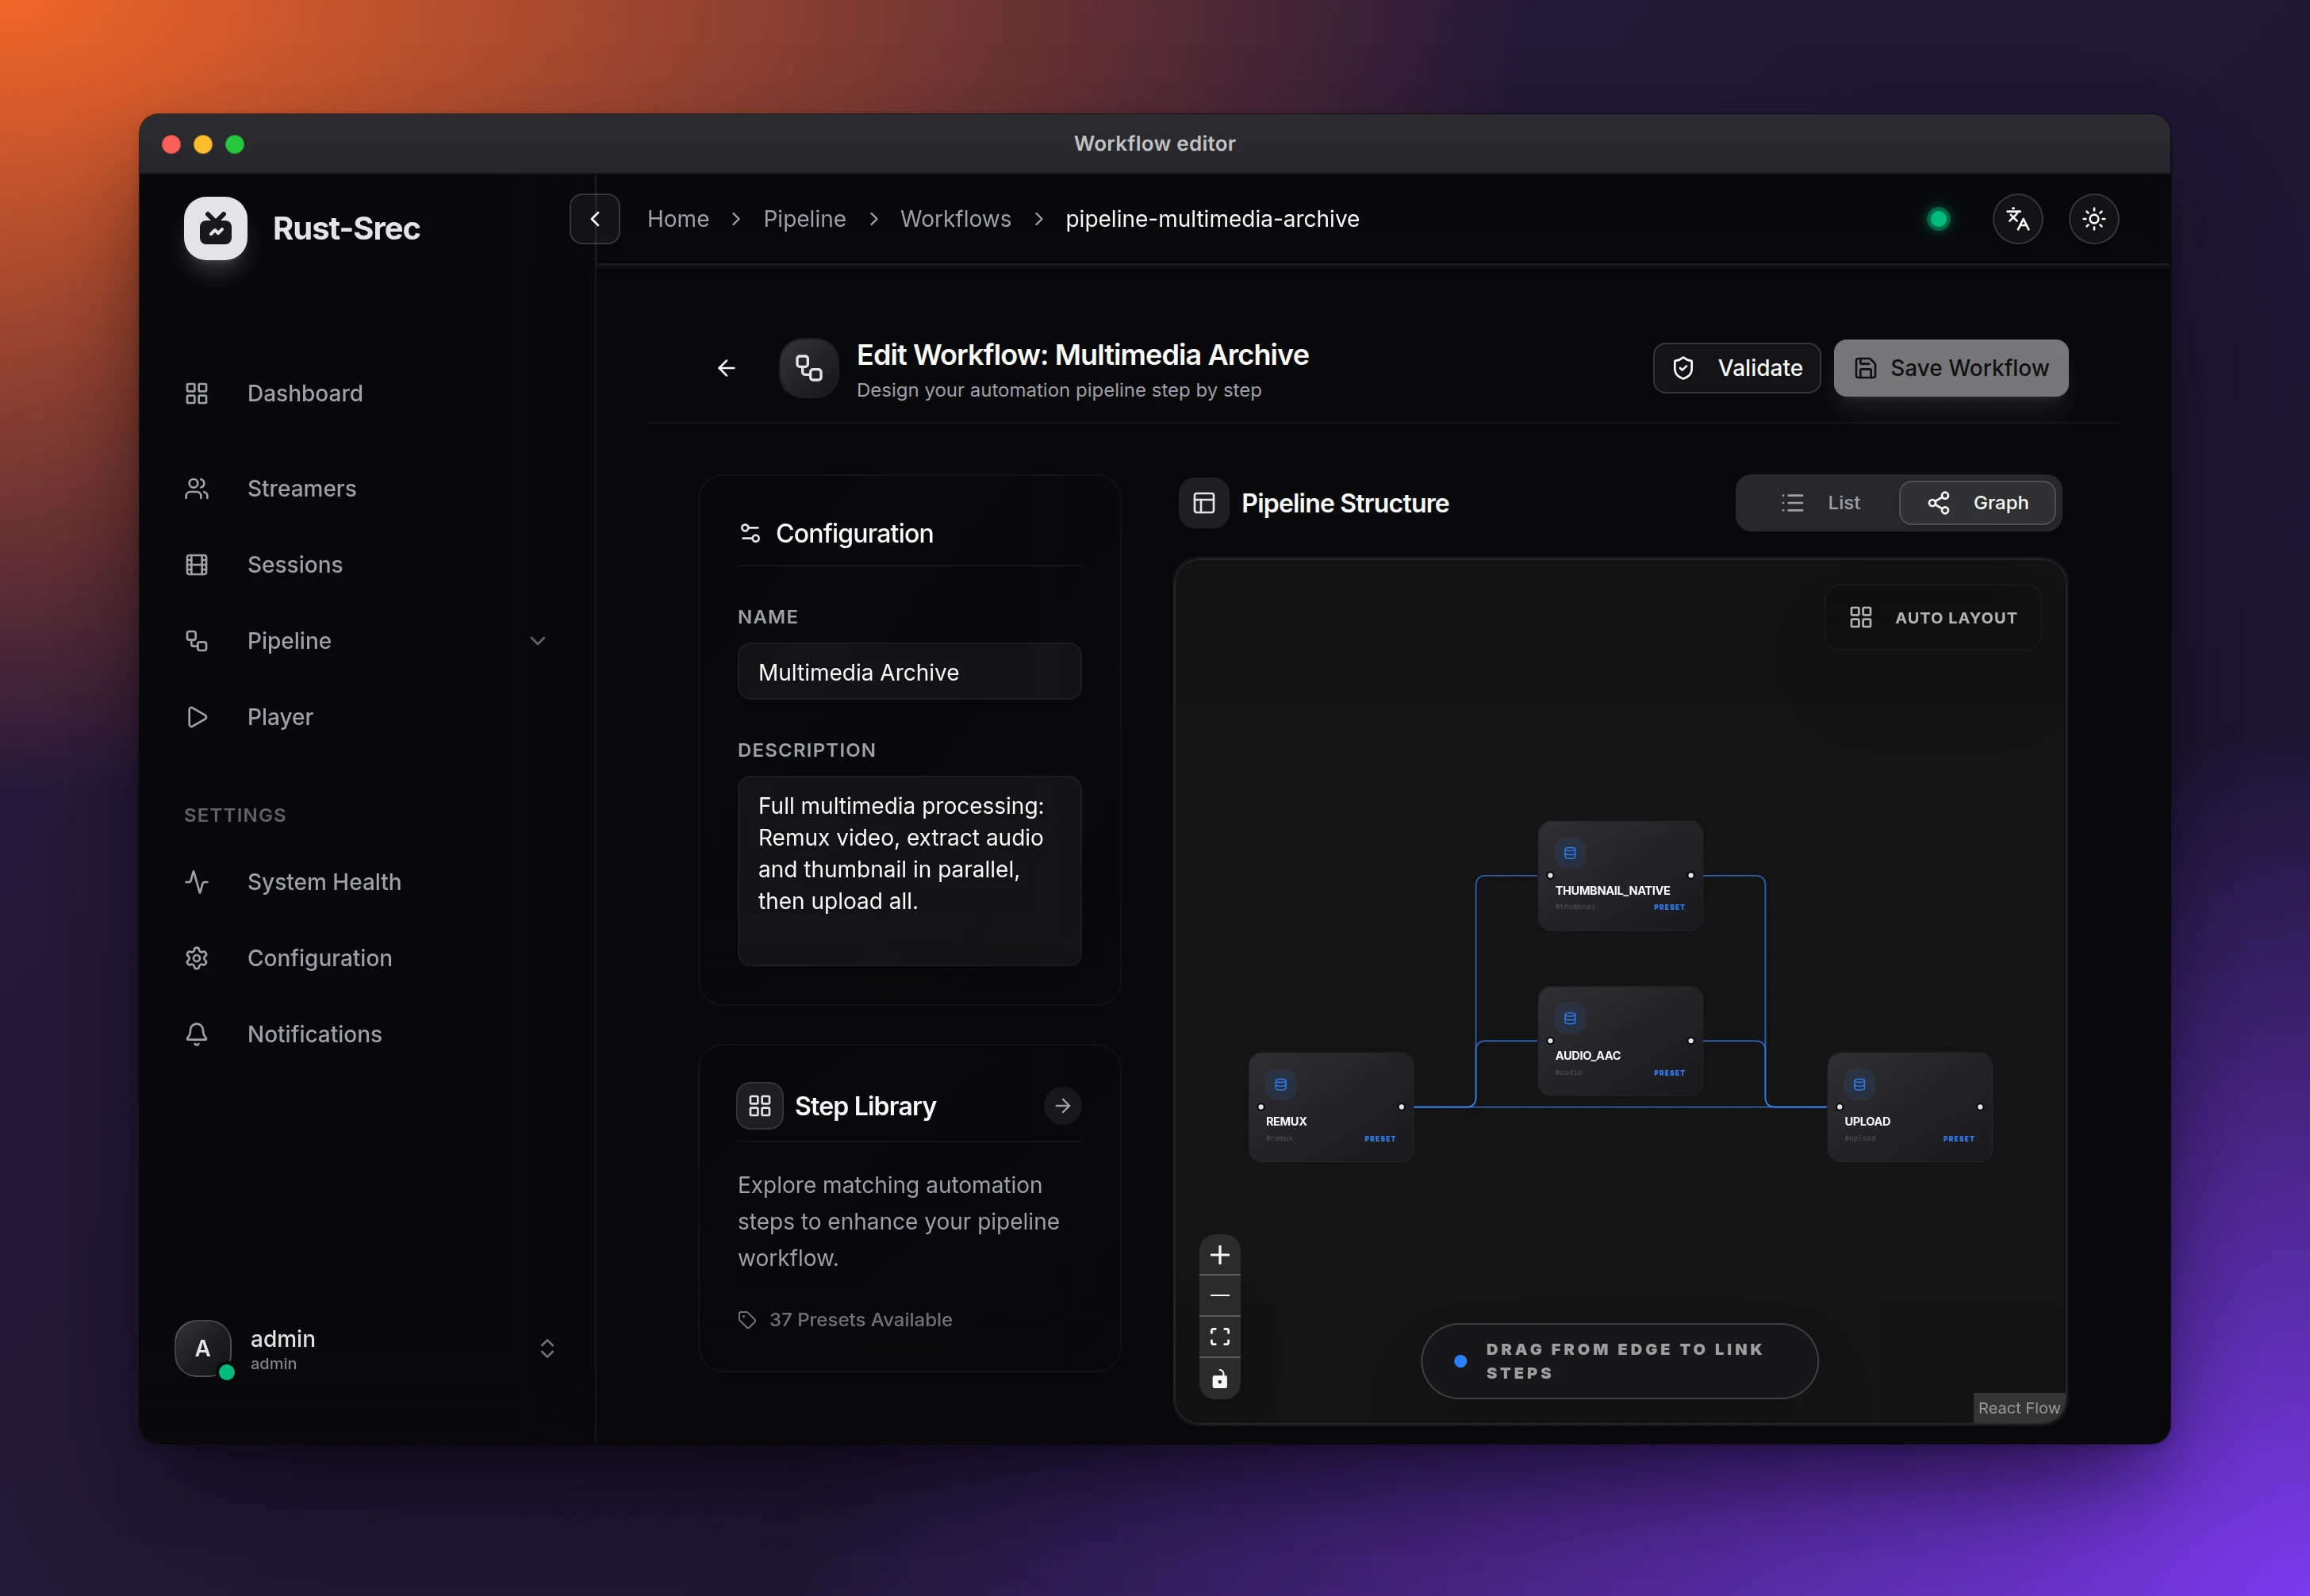 Workflow editor
Rust-Srec
Home
Pipeline
Workflows
pipeline-multimedia-archive
Dashboard
Streamers
Sessions
Pipeline
Player
SETTINGS
System Health
Configuration
Notifications
A
admin
admin
Edit Workflow: Multimedia Archive
Design your automation pipeline step by step
Validate
Save Workflow
Configuration
NAME
Multimedia Archive
DESCRIPTION
Full multimedia processing:
Remux video, extract audio
and thumbnail in parallel,
then upload all.
Step Library
Explore matching automation
steps to enhance your pipeline
workflow.
37 Presets Available
Pipeline Structure
List
Graph
AUTO LAYOUT
THUMBNAIL_NATIVE
#thumbnai
PRESET
AUDIO_AAC
#audio
PRESET
REMUX
#remux
PRESET
UPLOAD
#upload
PRESET
DRAG FROM EDGE TO LINK
STEPS
React Flow